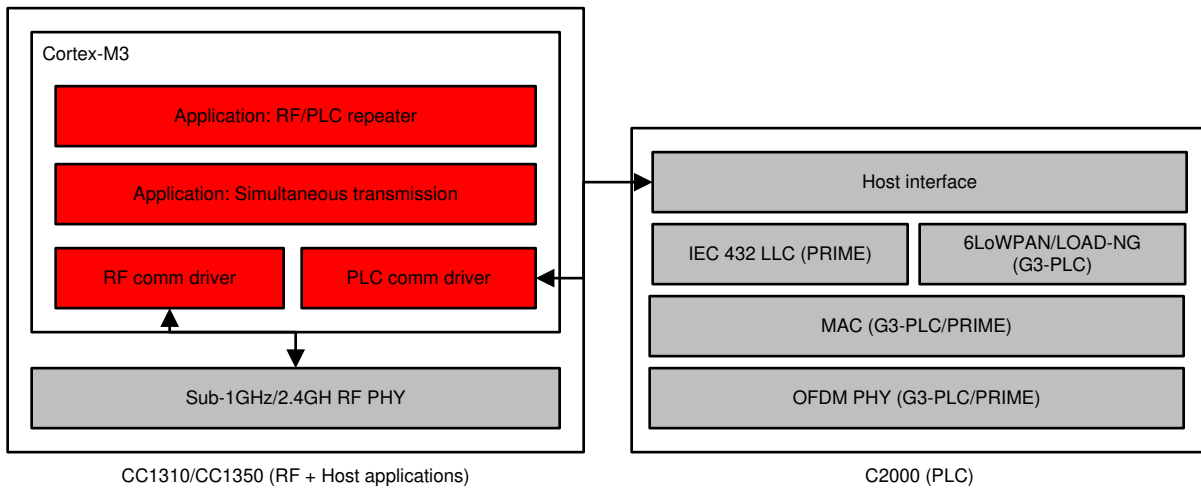 Cortex-M3
Application: RF/PLC repeater
Application: Simultaneous transmission
RF comm driver
PLC comm driver
Sub-1GHz/2.4GH RF PHY
CC1310/CC1350 (RF + Host applications)
Host interface
IEC 432 LLC (PRIME)
6LoWPAN/LOAD-NG
(G3-PLC)
MAC (G3-PLC/PRIME)
OFDM PHY (G3-PLC/PRIME)
C2000 (PLC)